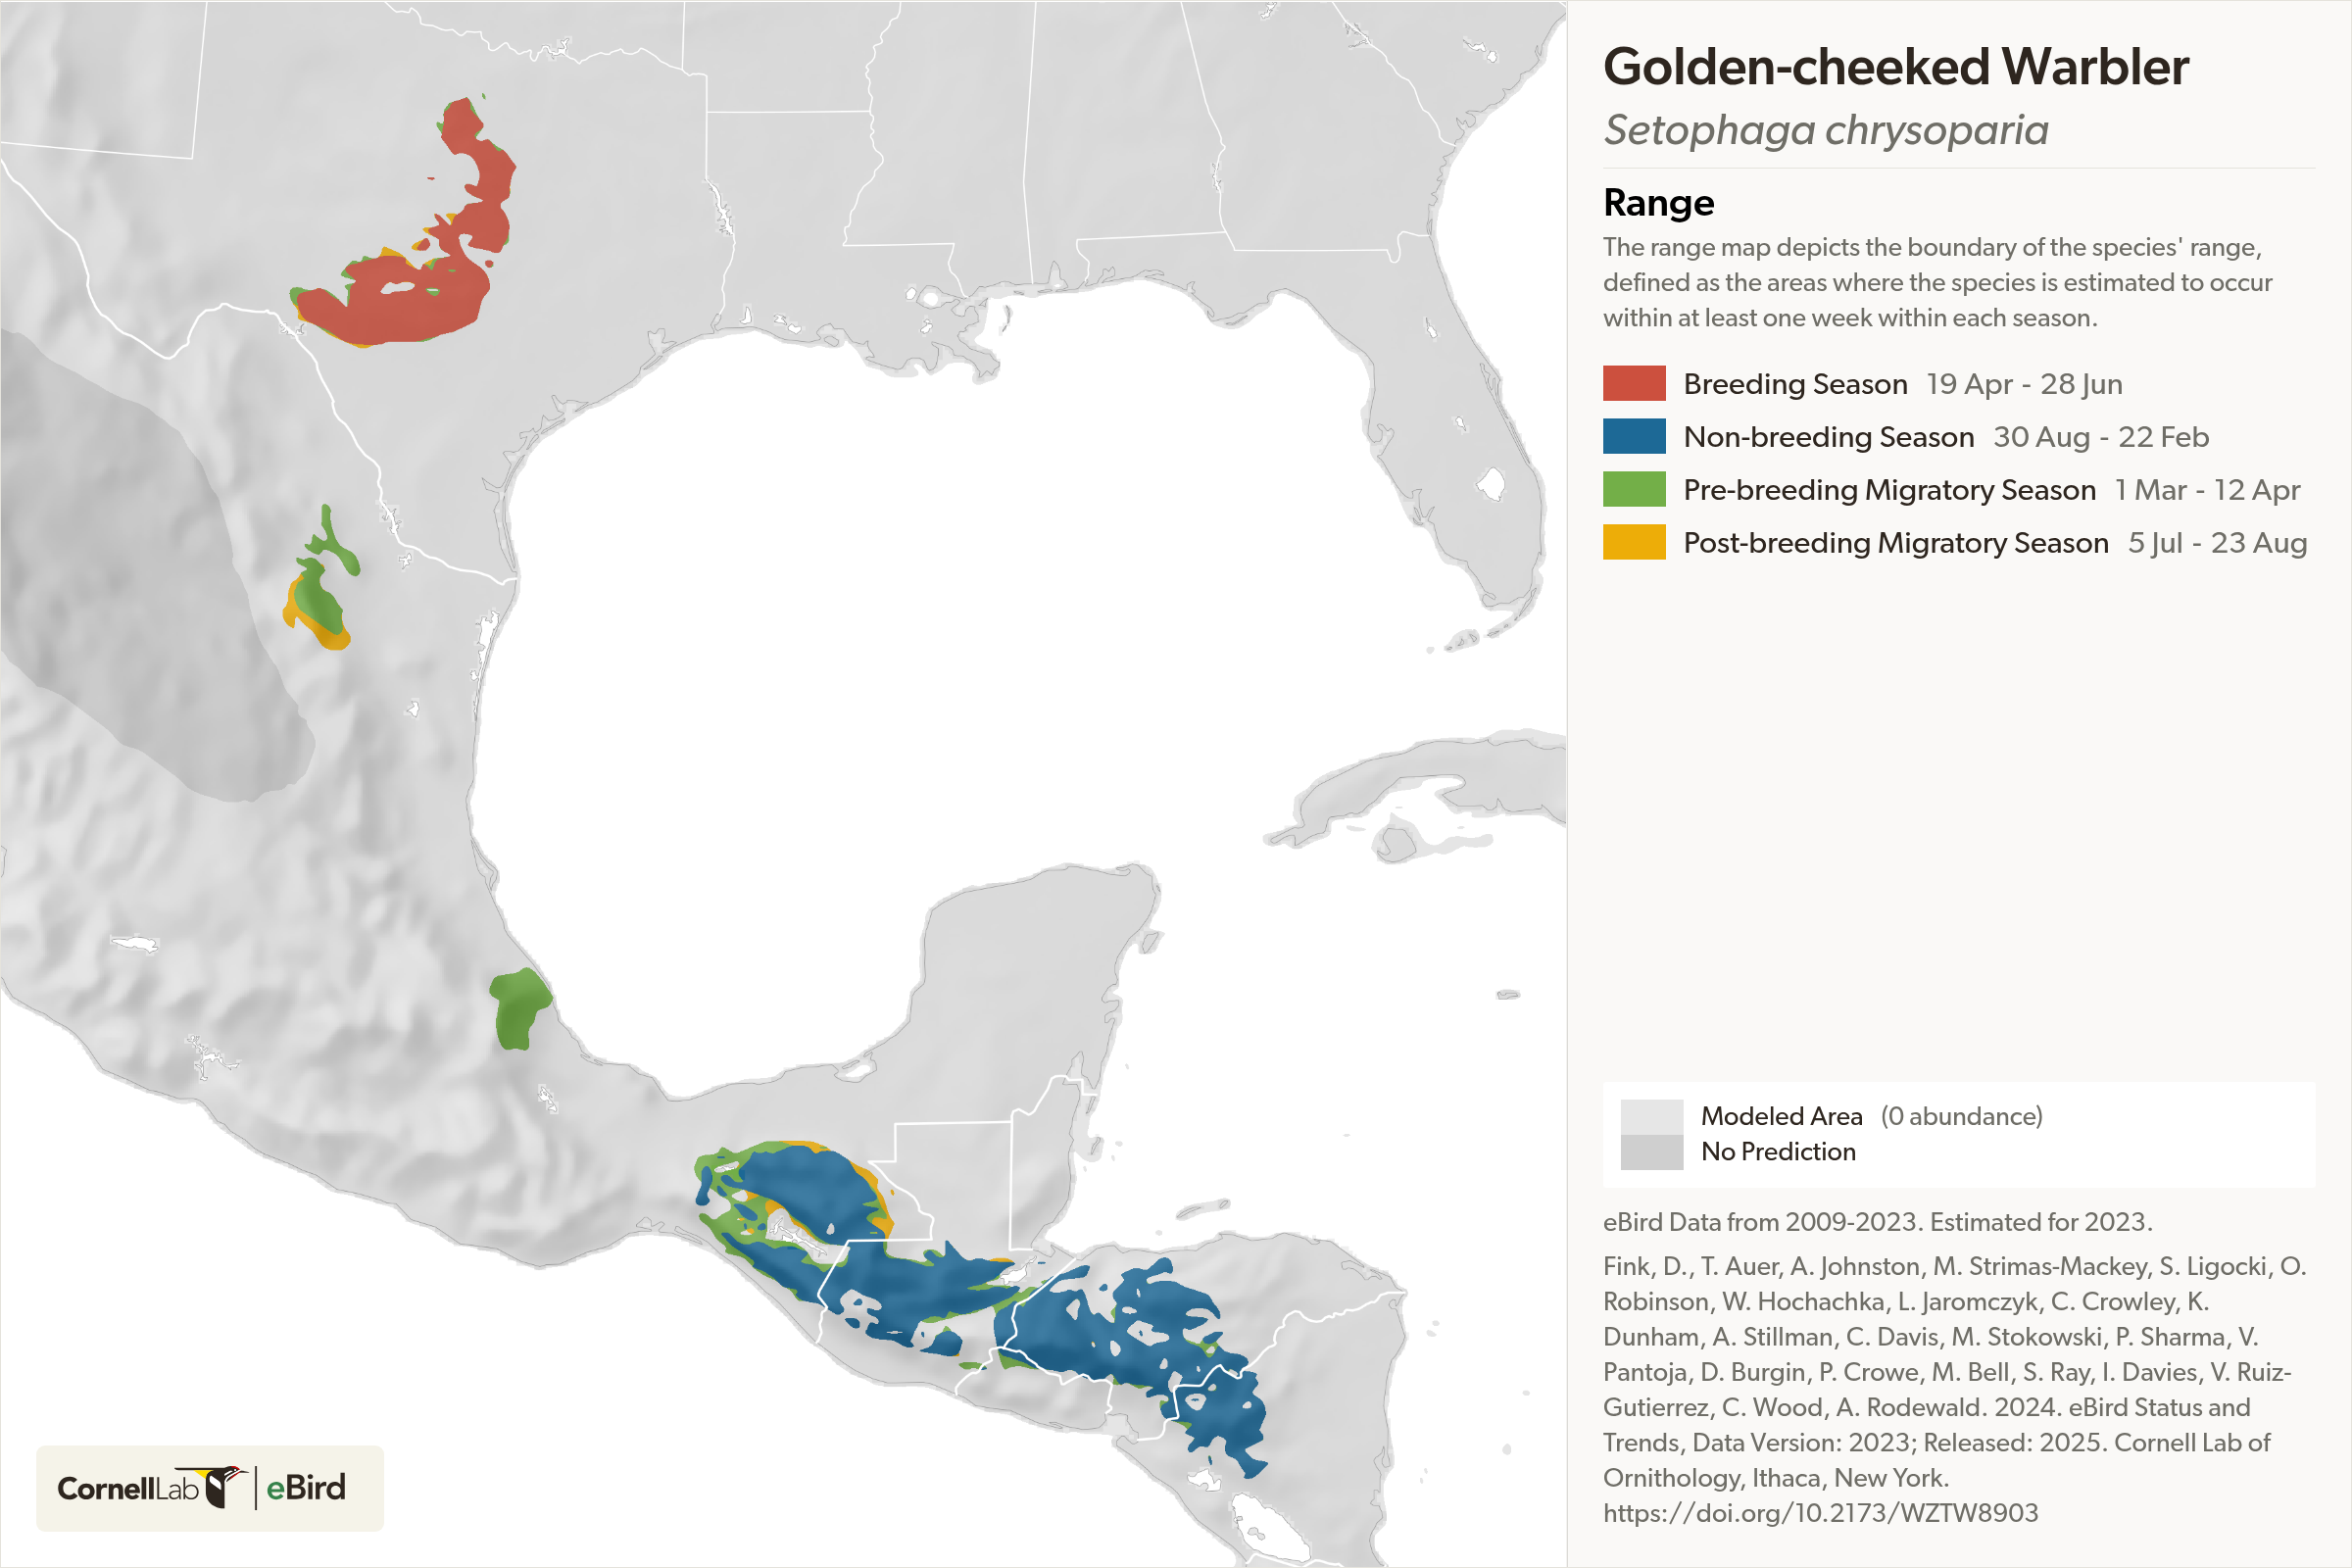 Golden-cheeked Warbler
Setophaga chrysoparia
Range
The range map depicts the boundary of the species' range,
defined as the areas where the species is estimated to occur
within at least one week within each season.
Breeding Season 19 Apr - 28 Jun
Non-breeding Season 30 Aug - 22 Feb
Pre-breeding Migratory Season 1 Mar - 12 Apr
Post-breeding Migratory Season 5 Jul - 23 Aug
Modeled Area (0 abundance)
No Prediction
eBird Data from 2009-2023. Estimated for 2023.
Fink, D., T. Auer, A. Johnston, M. Strimas-Mackey, S. Ligocki, O.
Robinson, W. Hochachka, L. Jaromczyk, C. Crowley, K.
Dunham, A. Stillman, C. Davis, M. Stokowski, P. Sharma, V.
Pantoja, D. Burgin, P. Crowe, M. Bell, S. Ray, I. Davies, V. Ruiz-
Gutierrez, C. Wood, A. Rodewald. 2024. eBird Status and
Trends, Data Version: 2023; Released: 2025. Cornell Lab of
Ornithology, Ithaca, New York.
https://doi.org/10.2173/WZTW8903
CornellLab eBird